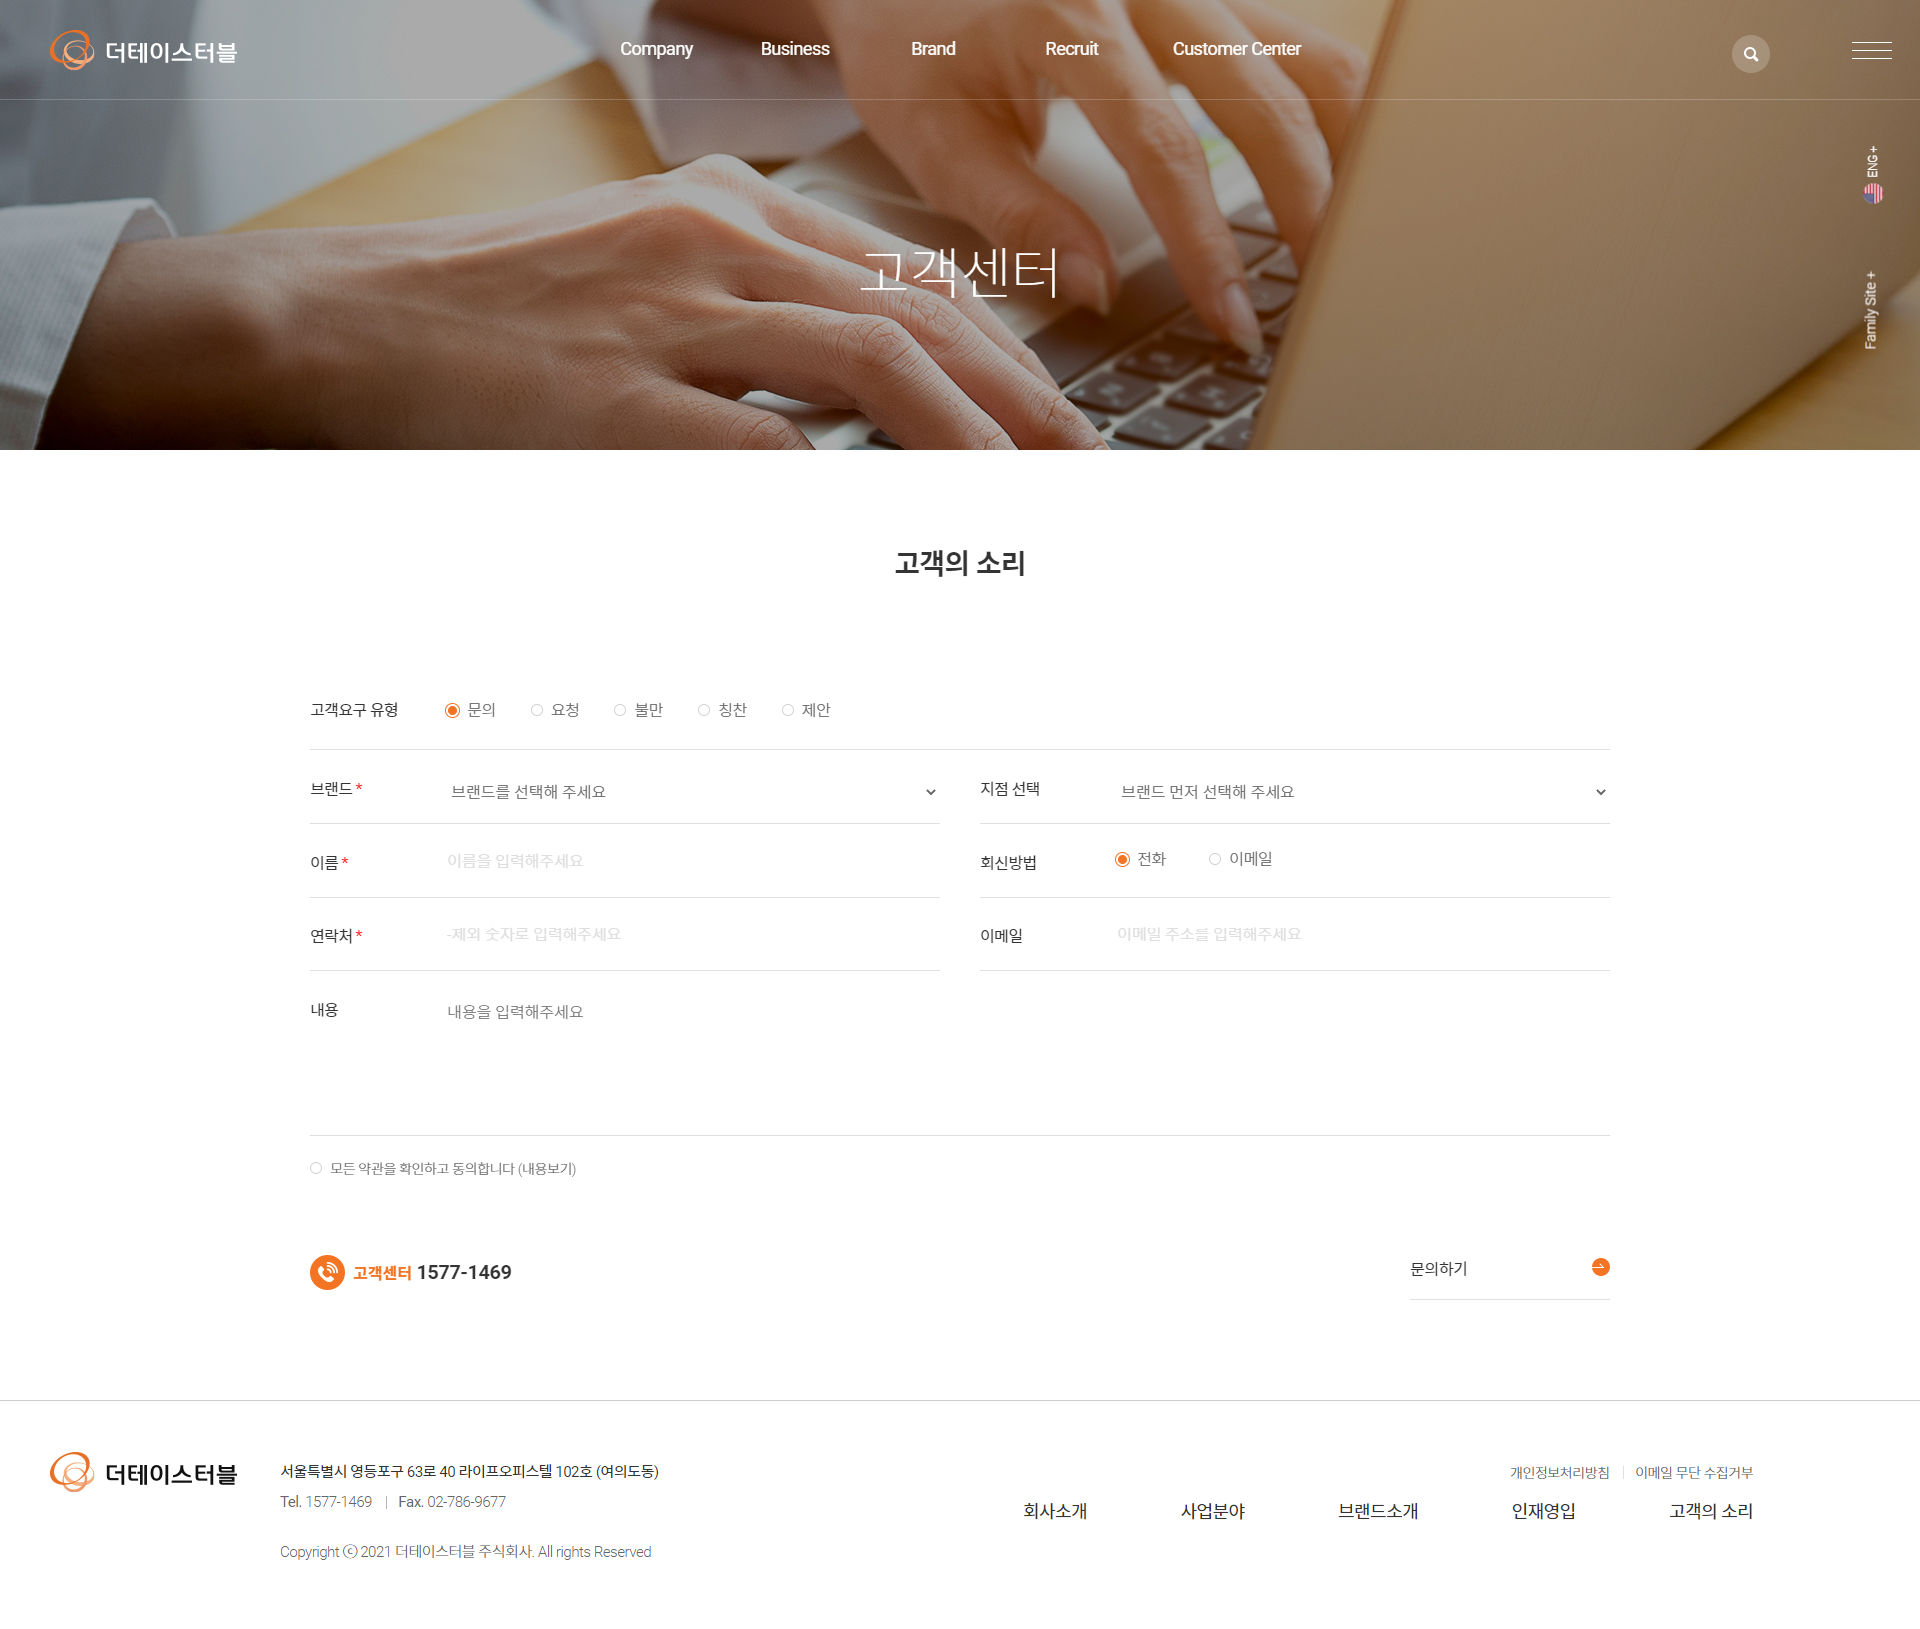 더테이스터블
Company Business Brand Recruit Customer Center
ENG+
Family Site +
고객센터
고객의 소리
고객요구 유형 문의 요청 불만 칭찬 제안
브랜드 * 브랜드를 선택해 주세요 지점 선택 브랜드 먼저 선택해 주세요
이름 * 이름을 입력해주세요 회신방법 전화 이메일
연락처 * -제외 숫자로 입력해주세요 이메일 이메일 주소를 입력해주세요
내용 내용을 입력해주세요
모든 약관을 확인하고 동의합니다 (내용보기)
고객센터 1577-1469 문의하기
더테이스터블
서울특별시 영등포구 63로 40 라이프오피스텔 102호 (여의도동)
Tel. 1577-1469 | Fax. 02-786-9677
Copyright ⓒ 2021 더테이스터블 주식회사. All rights Reserved
개인정보처리방침 | 이메일 무단 수집거부
회사소개 사업분야 브랜드소개 인재영입 고객의 소리